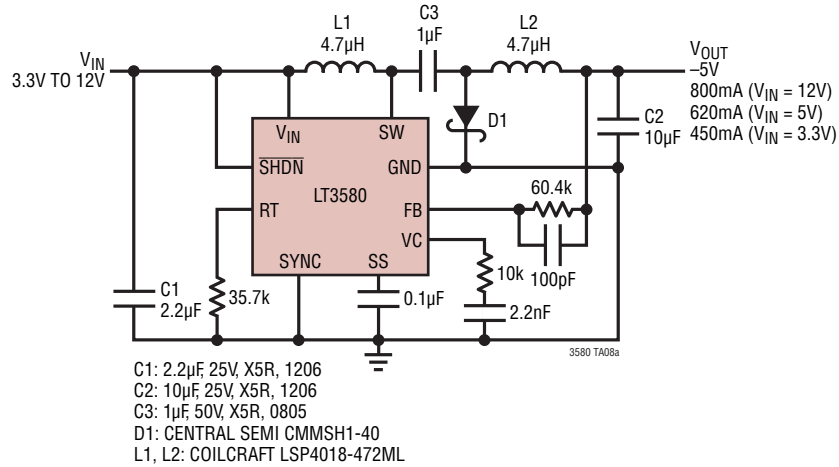 L1
4.7µH
C3
1µF
L2
4.7µH
VIN
3.3V TO 12V
VOUT
–5V
800mA (VIN = 12V)
620mA (VIN = 5V)
450mA (VIN = 3.3V)
D1
C2
10µF
VIN
SW
SHDN
GND
LT3580
RT
FB
VC
SYNC
SS
60.4k
100pF
10k
2.2nF
0.1µF
35.7k
C1
2.2µF
3580 TA08a
C1: 2.2µF, 25V, X5R, 1206
C2: 10µF, 25V, X5R, 1206
C3: 1µF, 50V, X5R, 0805
D1: CENTRAL SEMI CMMSH1-40
L1, L2: COILCRAFT LSP4018-472ML